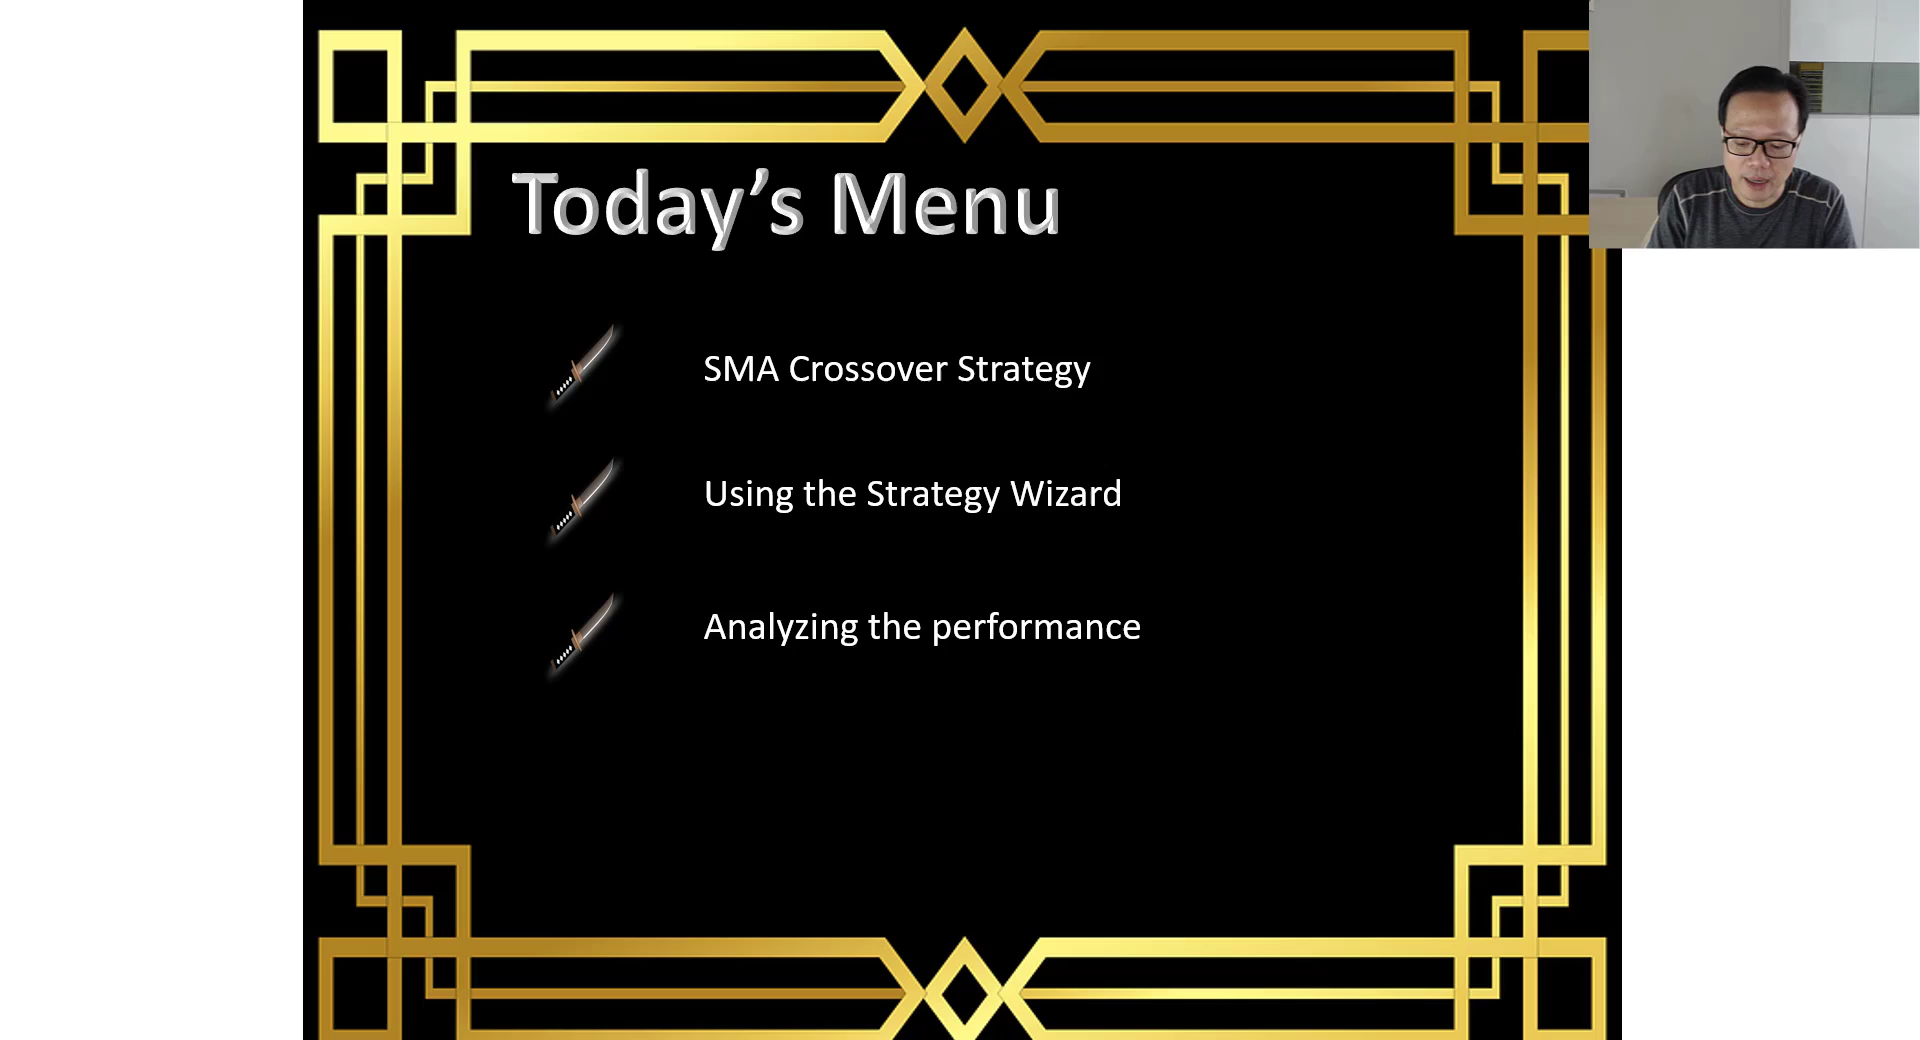 Today’s Menu
SMA Crossover Strategy
Using the Strategy Wizard
Analyzing the performance